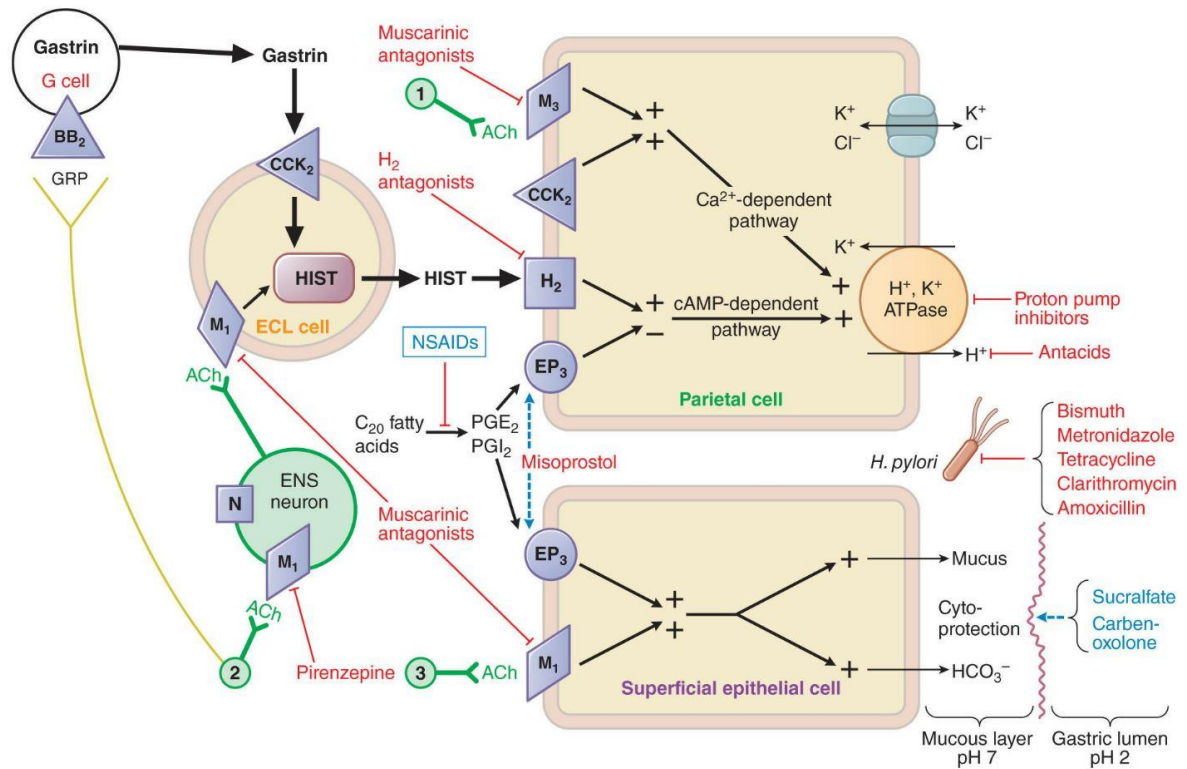 Gastrin
G cell
BB2
GRP
Gastrin
CCK2
HIST
M1
ECL cell
HIST
ACh
ENS
neuron
N
M1
ACh
2
Pirenzepine
Muscarinic
antagonists
1
ACh
M3
H2
antagonists
CCK2
H2
NSAIDs
C20 fatty
acids
PGE2
PGI2
EP3
Misoprostol
+
+
Ca2+-dependent
pathway
+
+
–
cAMP-dependent
pathway
+
Parietal cell
K+
Cl–
K+
Cl–
K+
H+, K+
ATPase
Proton pump
inhibitors
H+
Antacids
H. pylori
Bismuth
Metronidazole
Tetracycline
Clarithromycin
Amoxicillin
Muscarinic
antagonists
3
ACh
EP3
M1
+
+
+
+
Superficial epithelial cell
Mucus
Cyto-
protection
HCO3–
Sucralfate
Carben-
oxolone
Mucous layer
pH 7
Gastric lumen
pH 2